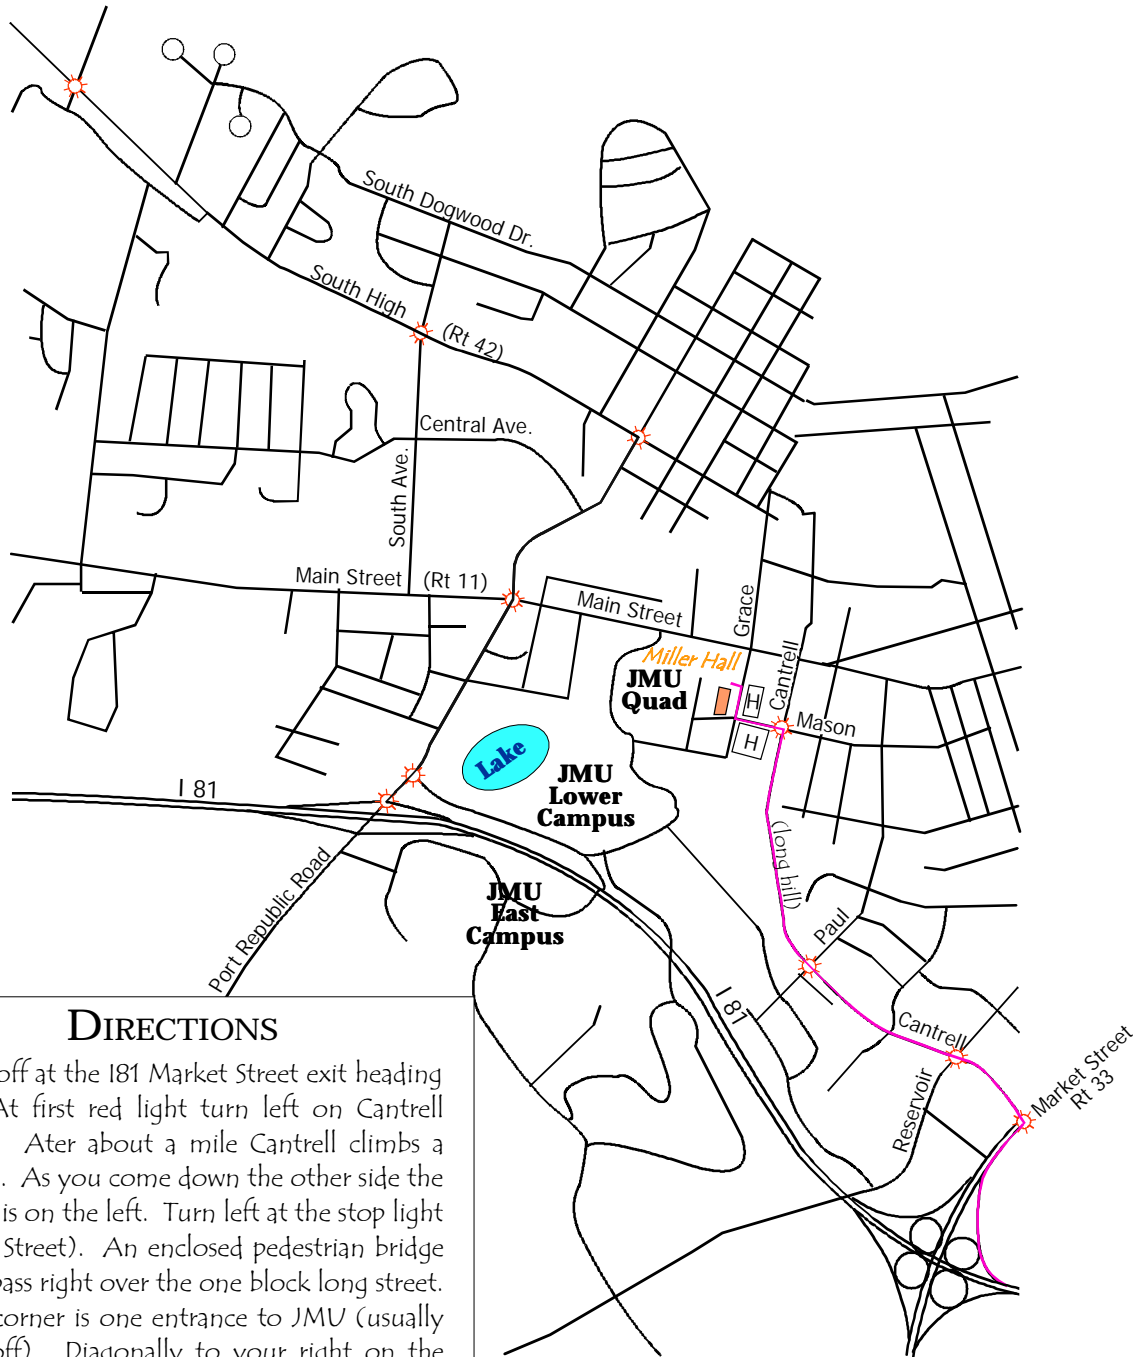 South Dogwood Dr.
South High
(Rt 42)
Central Ave.
South Ave.
Main Street
(Rt 11)
Main Street
Grace
Cantrell
Miller Hall
JMU
Quad
H
H
Mason
Lake
JMU
Lower
Campus
I 81
(long hill)
Port Republic Road
JMU
East
Campus
Paul
I 81
Cantrell
Reservoir
Market Street
Rt 33
DIRECTIONS
off at the I81 Market Street exit heading
At first red light turn left on Cantrell
Ater about a mile Cantrell climbs a
. As you come down the other side the
is on the left. Turn left at the stop light
Street). An enclosed pedestrian bridge
pass right over the one block long street.
corner is one entrance to JMU (usually
off). Diagonally to your right on the